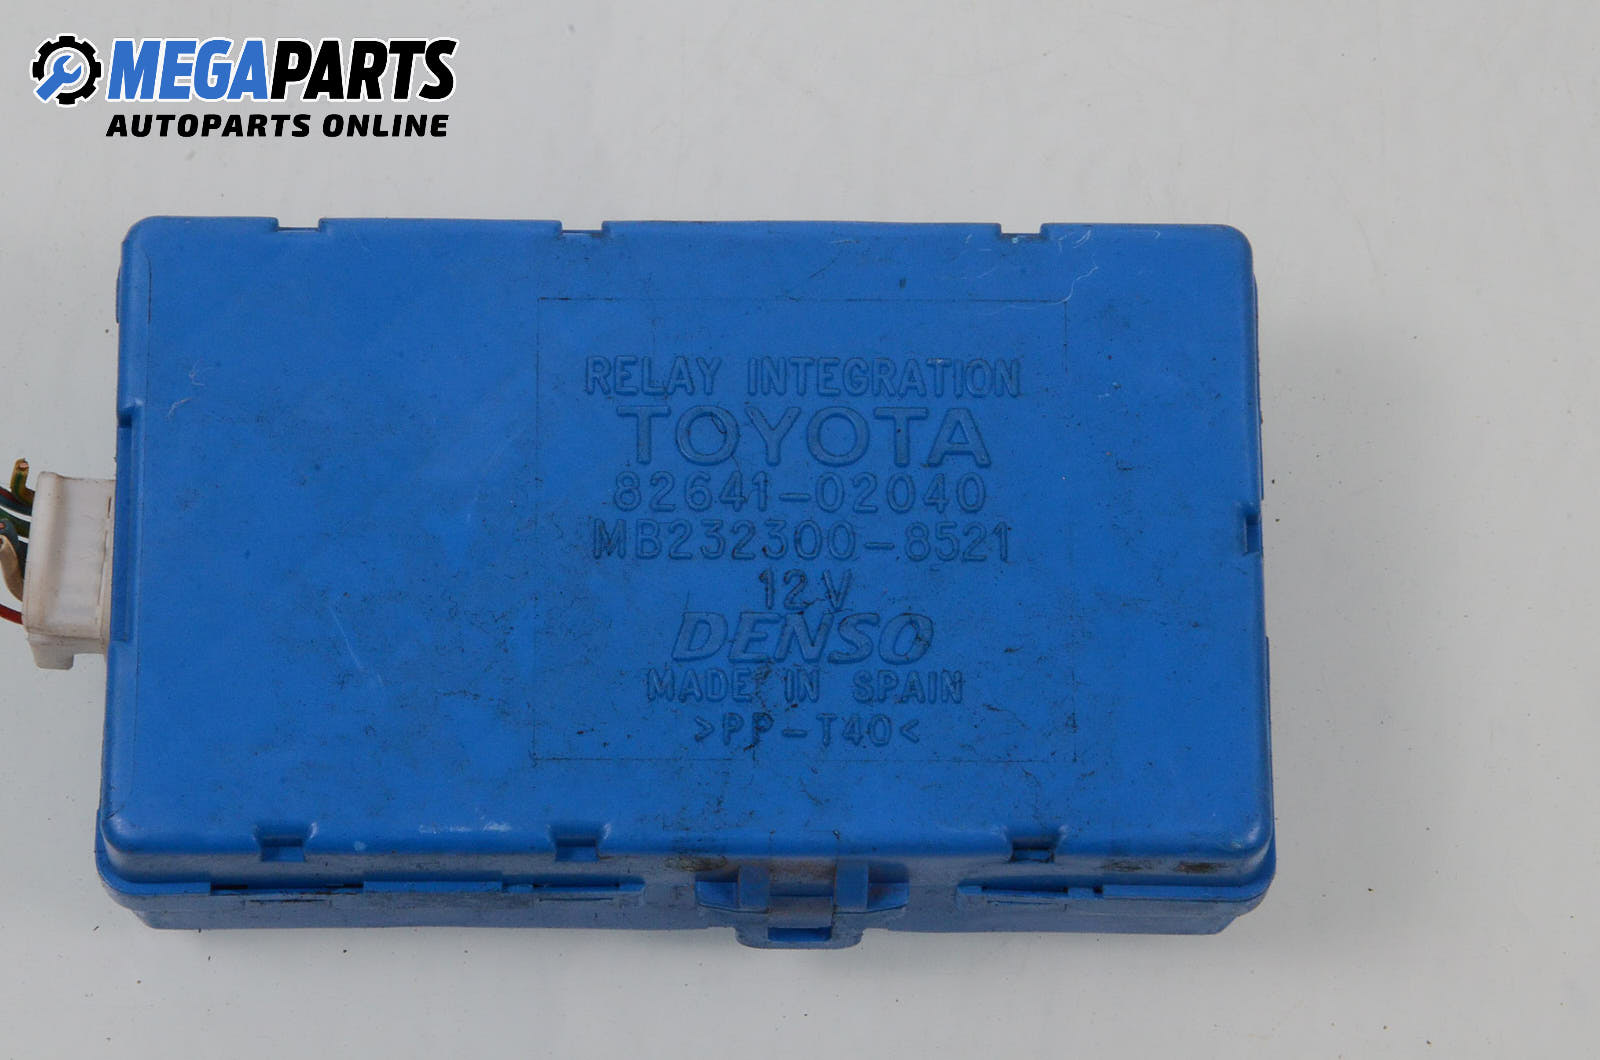 MEGAPARTS
AUTOPARTS ONLINE
RELAY INTEGRATION
TOYOTA
82641-02040
MB232300-8521
12V
DENSO
MADE IN SPAIN
>PP-T40<